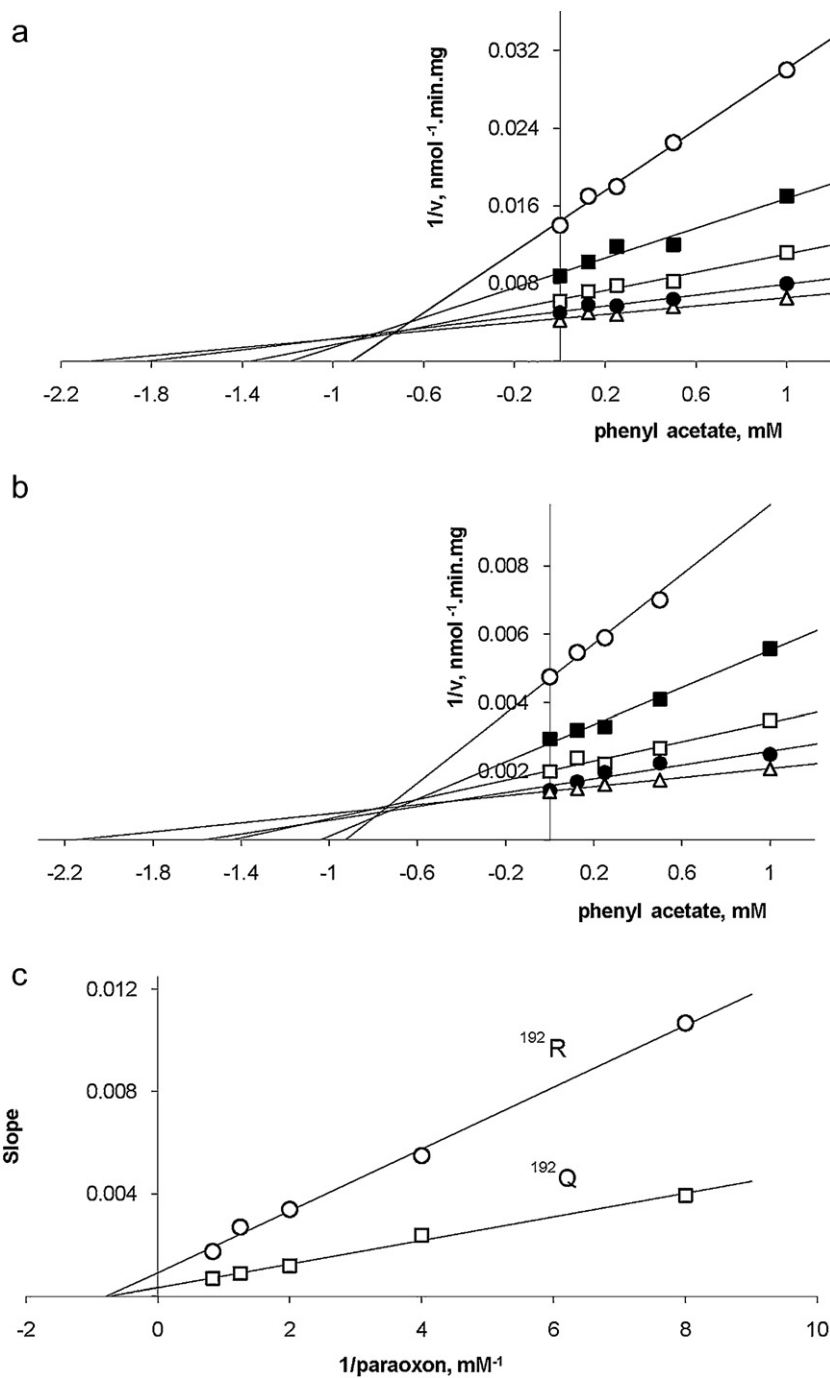 a
1/v, nmol ⁻¹.min.mg
0.032
0.024
0.016
0.008
-2.2 -1.8 -1.4 -1 -0.6 -0.2 0.2 0.6 1
phenyl acetate, mM
b
1/v, nmol ⁻¹.min.mg
0.008
0.006
0.004
0.002
-2.2 -1.8 -1.4 -1 -0.6 -0.2 0.2 0.6 1
phenyl acetate, mM
c
Slope
0.012
0.008
0.004
¹⁹²R
¹⁹²Q
-2 0 2 4 6 8 10
1/paraoxon, mM⁻¹